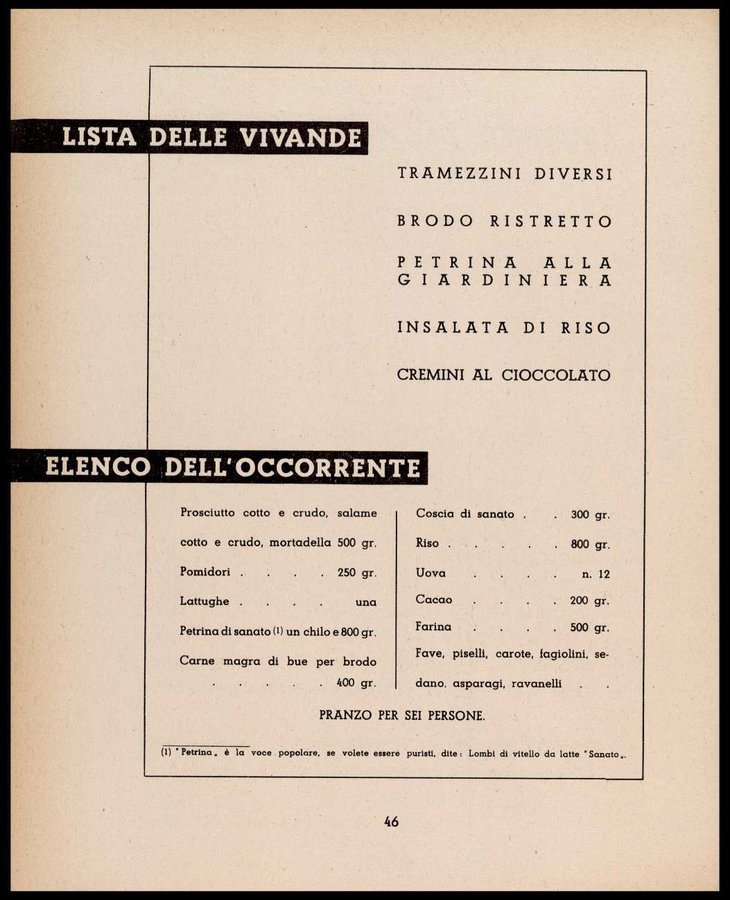 LISTA DELLE VIVANDE
TRAMEZZINI DIVERSI
BRODO RISTRETTO
PETRINA ALLA
GIARDINIERA
INSALATA DI RISO
CREMINI AL CIOCCOLATO
ELENCO DELL'OCCORRENTE
Prosciutto cotto e crudo, salame
cotto e crudo, mortadella 500 gr.
Pomidori . . . . 250 gr.
Lattughe . . . . una
Petrina di sanato (1) un chilo e 800 gr.
Carne magra di bue per brodo
. . . . . 400 gr.
Coscia di sanato . . 300 gr.
Riso . . . . . 800 gr.
Uova . . . . n. 12
Cacao . . . . 200 gr.
Farina . . . . 500 gr.
Fave, piselli, carote, fagiolini, se-
dano, asparagi, ravanelli . .
PRANZO PER SEI PERSONE.
(1) "Petrina„ è la voce popolare, se volete essere puristi, dite: Lombi di vitello da latte "Sanato„.
46